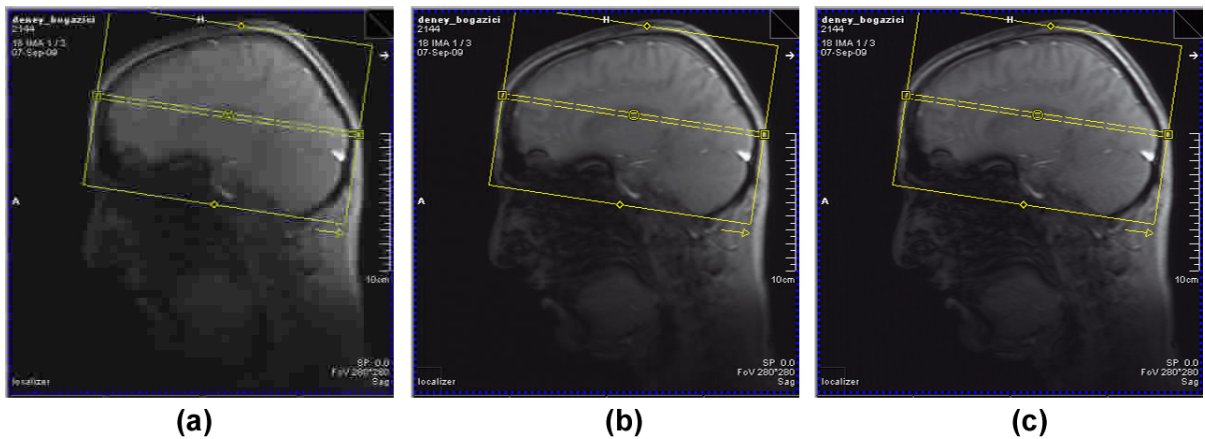 deney_bogazici
2144
18 IMA 1 / 3
07-Sep-09
H
A
10cm
SP 0.0
FoV 280*280
Sag
localizer
deney_bogazici
2144
18 IMA 1 / 3
07-Sep-09
H
A
10cm
SP 0.0
FoV 280*280
Sag
localizer
deney_bogazici
2144
18 IMA 1 / 3
07-Sep-09
H
A
10cm
SP 0.0
FoV 280*280
Sag
localizer
(a)
(b)
(c)